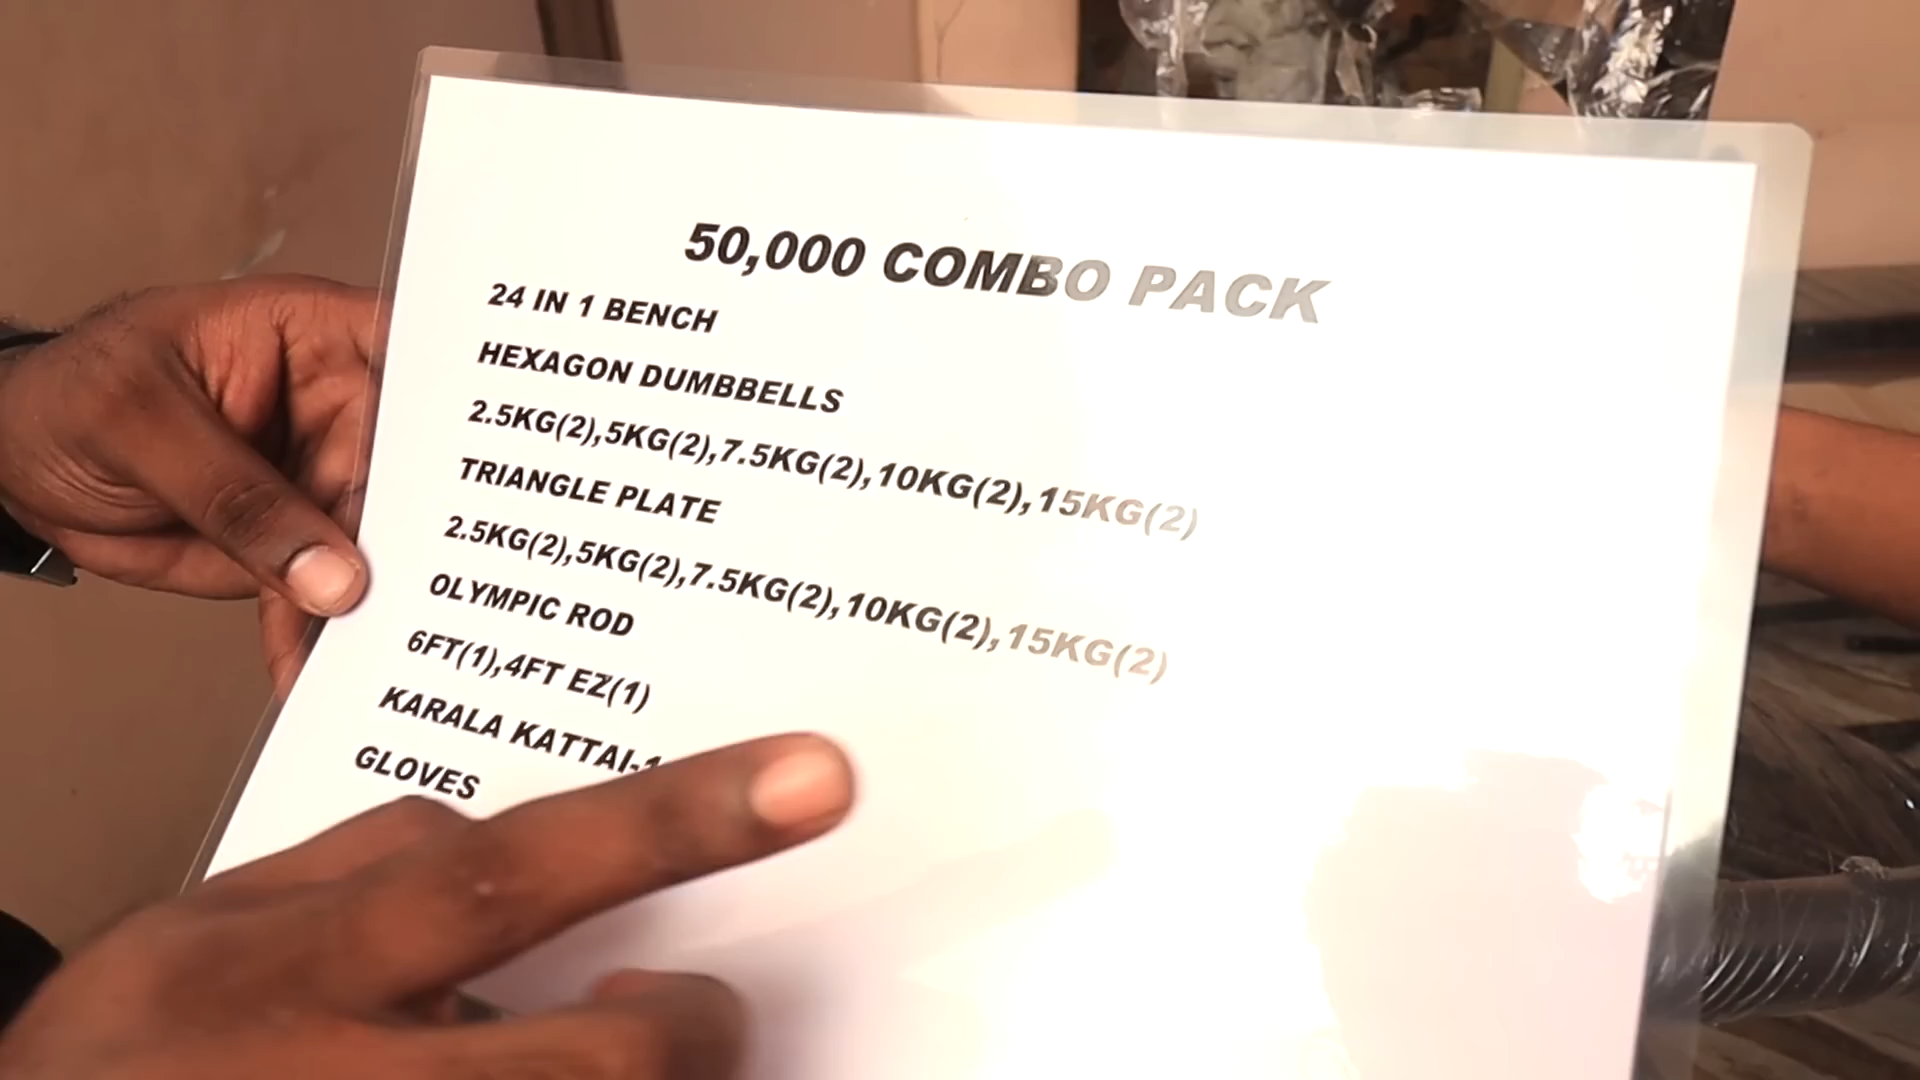 50,000 COMBO PACK
24 IN 1 BENCH
HEXAGON DUMBBELLS
2.5KG(2),5KG(2),7.5KG(2),10KG(2),15KG(2)
TRIANGLE PLATE
2.5KG(2),5KG(2),7.5KG(2),10KG(2),15KG(2)
OLYMPIC ROD
6FT(1),4FT EZ(1)
KARALA KATTAI-1
GLOVES